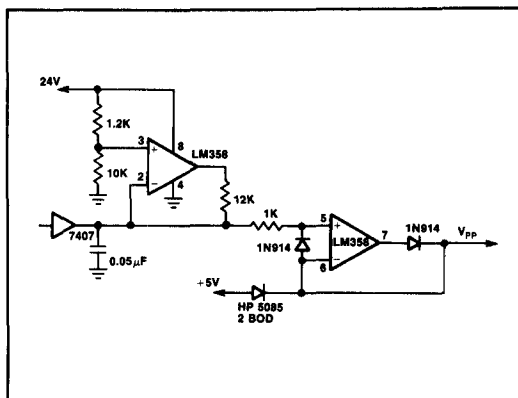 24V
1.2K
3
+
8
LM358
10K
2
−
4
12K
7407
0.05μF
1K
5
+
1N914
LM358
7
1N914
VPP
6
−
+5V
HP 5085
2 BOD